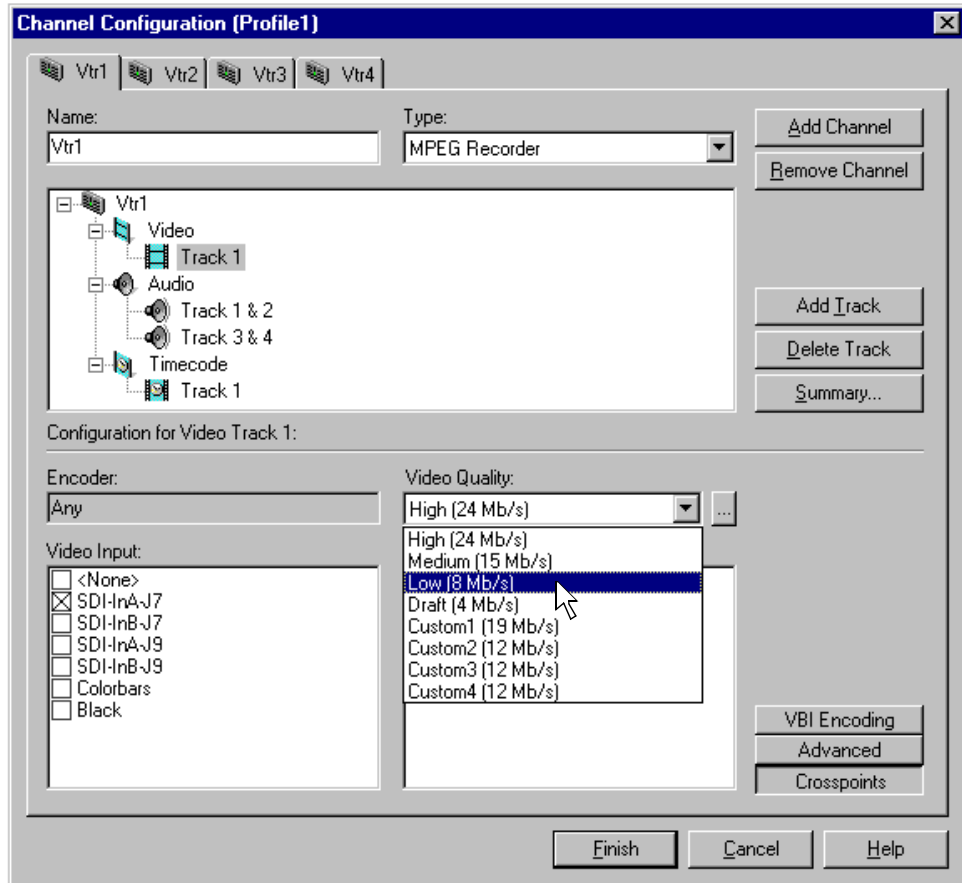 Channel Configuration (Profile1)
Vtr1 Vtr2 Vtr3 Vtr4
Name:
Type:
Vtr1
MPEG Recorder
Add Channel
Remove Channel
Vtr1
Video
Track 1
Audio
Track 1 & 2
Track 3 & 4
Timecode
Track 1
Add Track
Delete Track
Summary...
Configuration for Video Track 1:
Encoder:
Any
Video Quality:
High (24 Mb/s)
...
High (24 Mb/s)
Medium (15 Mb/s)
Low (8 Mb/s)
Draft (4 Mb/s)
Custom1 (19 Mb/s)
Custom2 (12 Mb/s)
Custom3 (12 Mb/s)
Custom4 (12 Mb/s)
Video Input:
<None>
SDI-InA-J7
SDI-InB-J7
SDI-InA-J9
SDI-InB-J9
Colorbars
Black
VBI Encoding
Advanced
Crosspoints
Finish
Cancel
Help